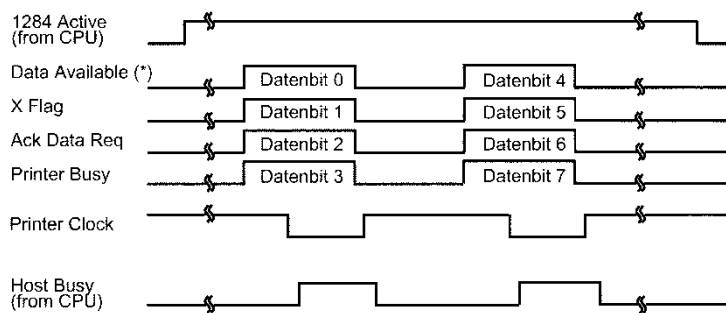 1284 Active
(from CPU)
Data Available (*)
Datenbit 0
Datenbit 4
X Flag
Datenbit 1
Datenbit 5
Ack Data Req
Datenbit 2
Datenbit 6
Printer Busy
Datenbit 3
Datenbit 7
Printer Clock
Host Busy
(from CPU)